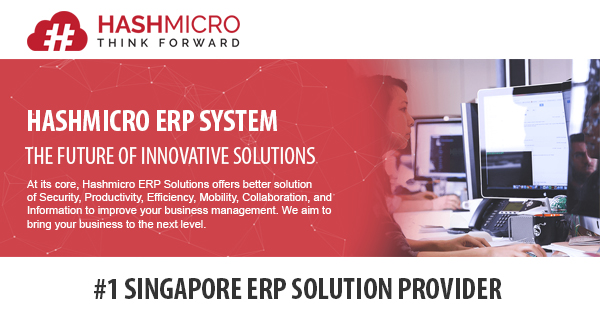 HASHMICRO
THINK FORWARD
HASHMICRO ERP SYSTEM
THE FUTURE OF INNOVATIVE SOLUTIONS
At its core, Hashmicro ERP Solutions offers better solution
of Security, Productivity, Efficiency, Mobility, Collaboration, and
Information to improve your business management. We aim to
bring your business to the next level.
#1 SINGAPORE ERP SOLUTION PROVIDER